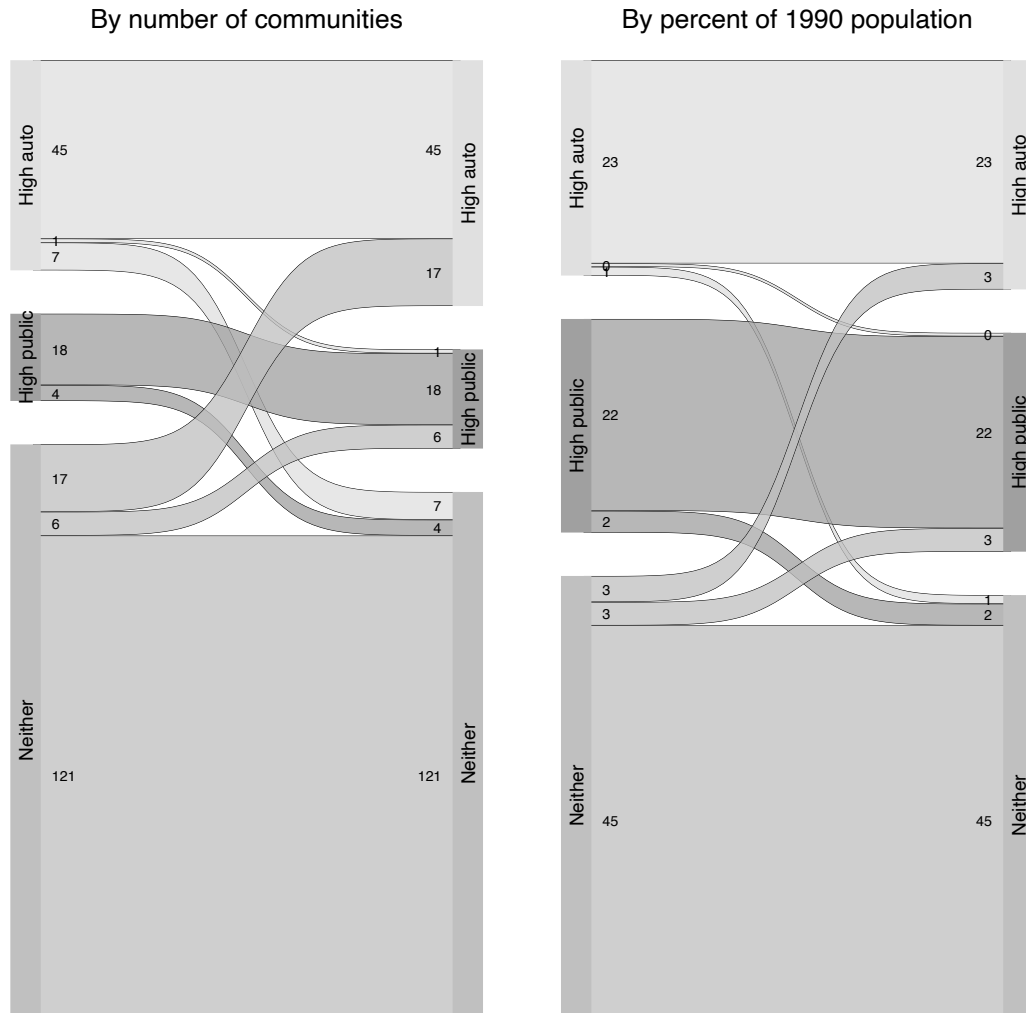 By number of communities
High auto
High public
Neither
45
1
7
18
4
17
6
121
45
17
1
18
6
7
4
121
High auto
High public
Neither
By percent of 1990 population
High auto
High public
Neither
23
0
1
22
2
3
3
45
23
3
0
22
3
1
2
45
High auto
High public
Neither